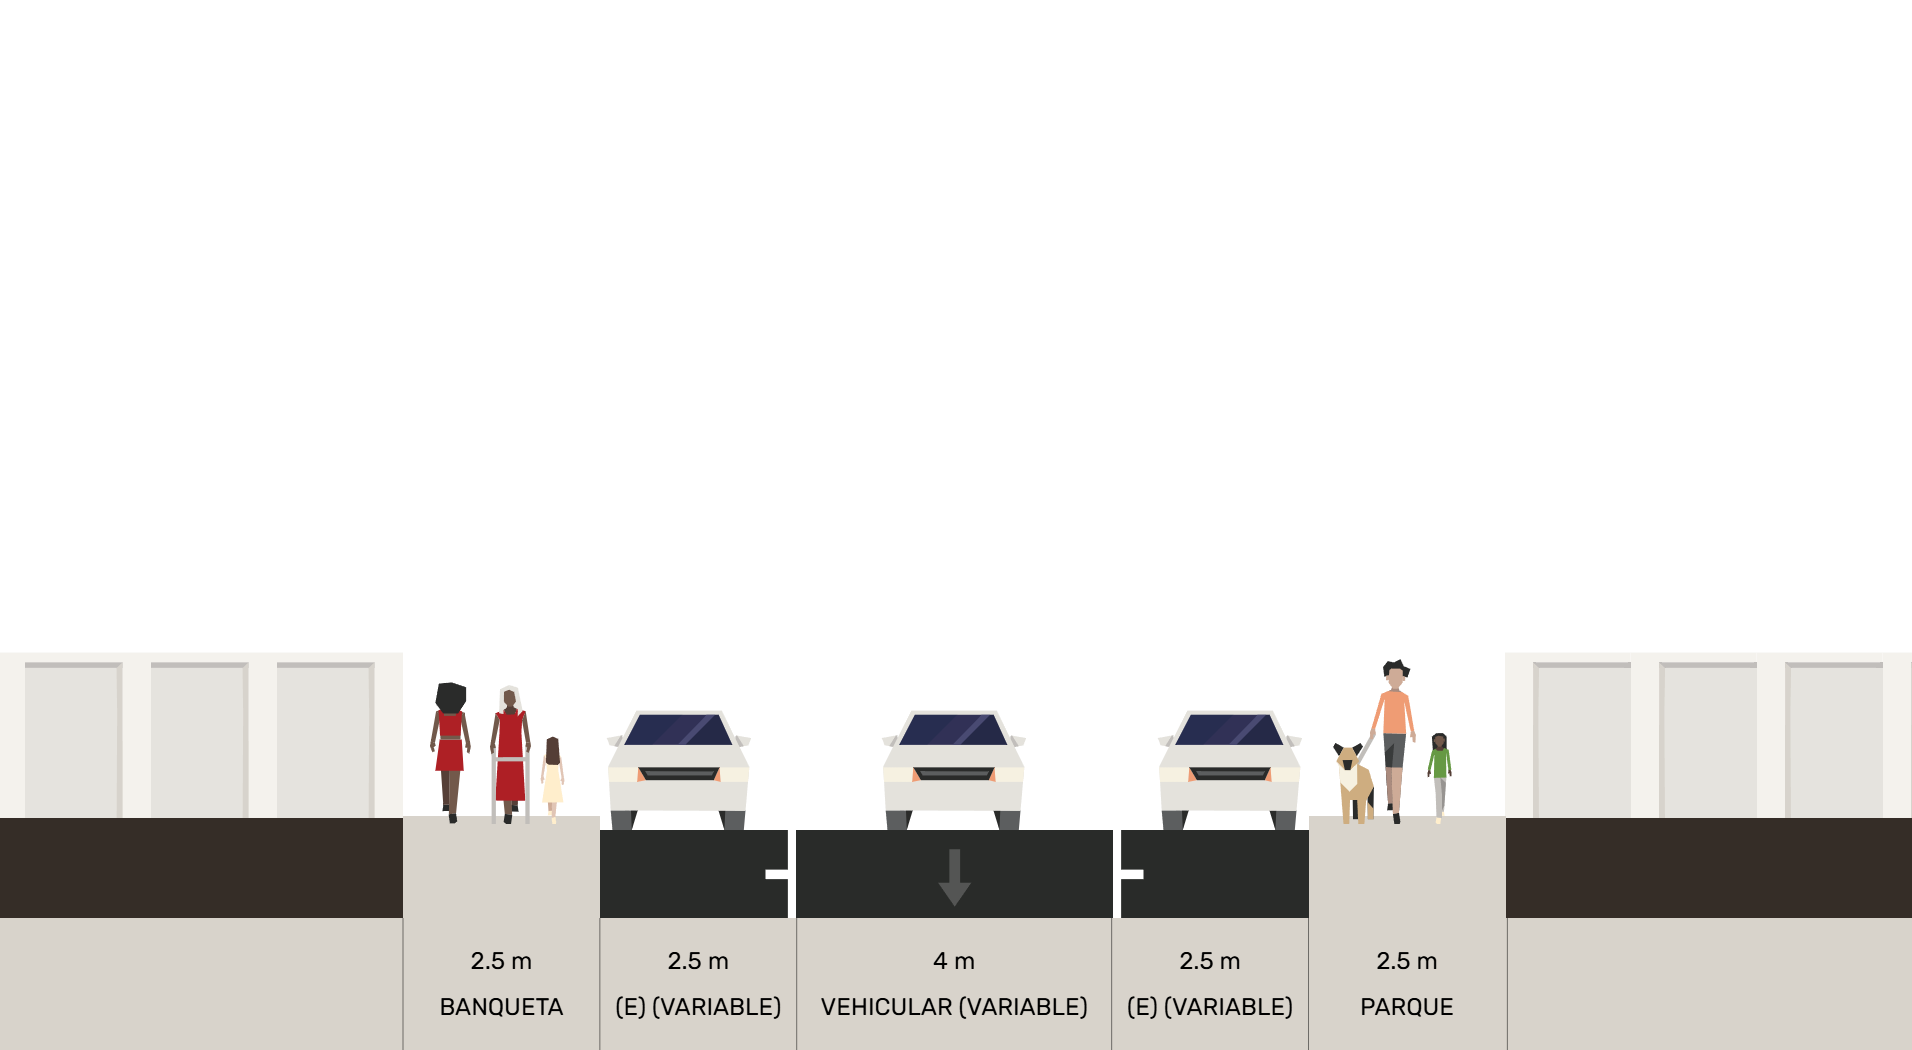 2.5 m
BANQUETA
2.5 m
(E) (VARIABLE)
4 m
VEHICULAR (VARIABLE)
2.5 m
(E) (VARIABLE)
2.5 m
PARQUE